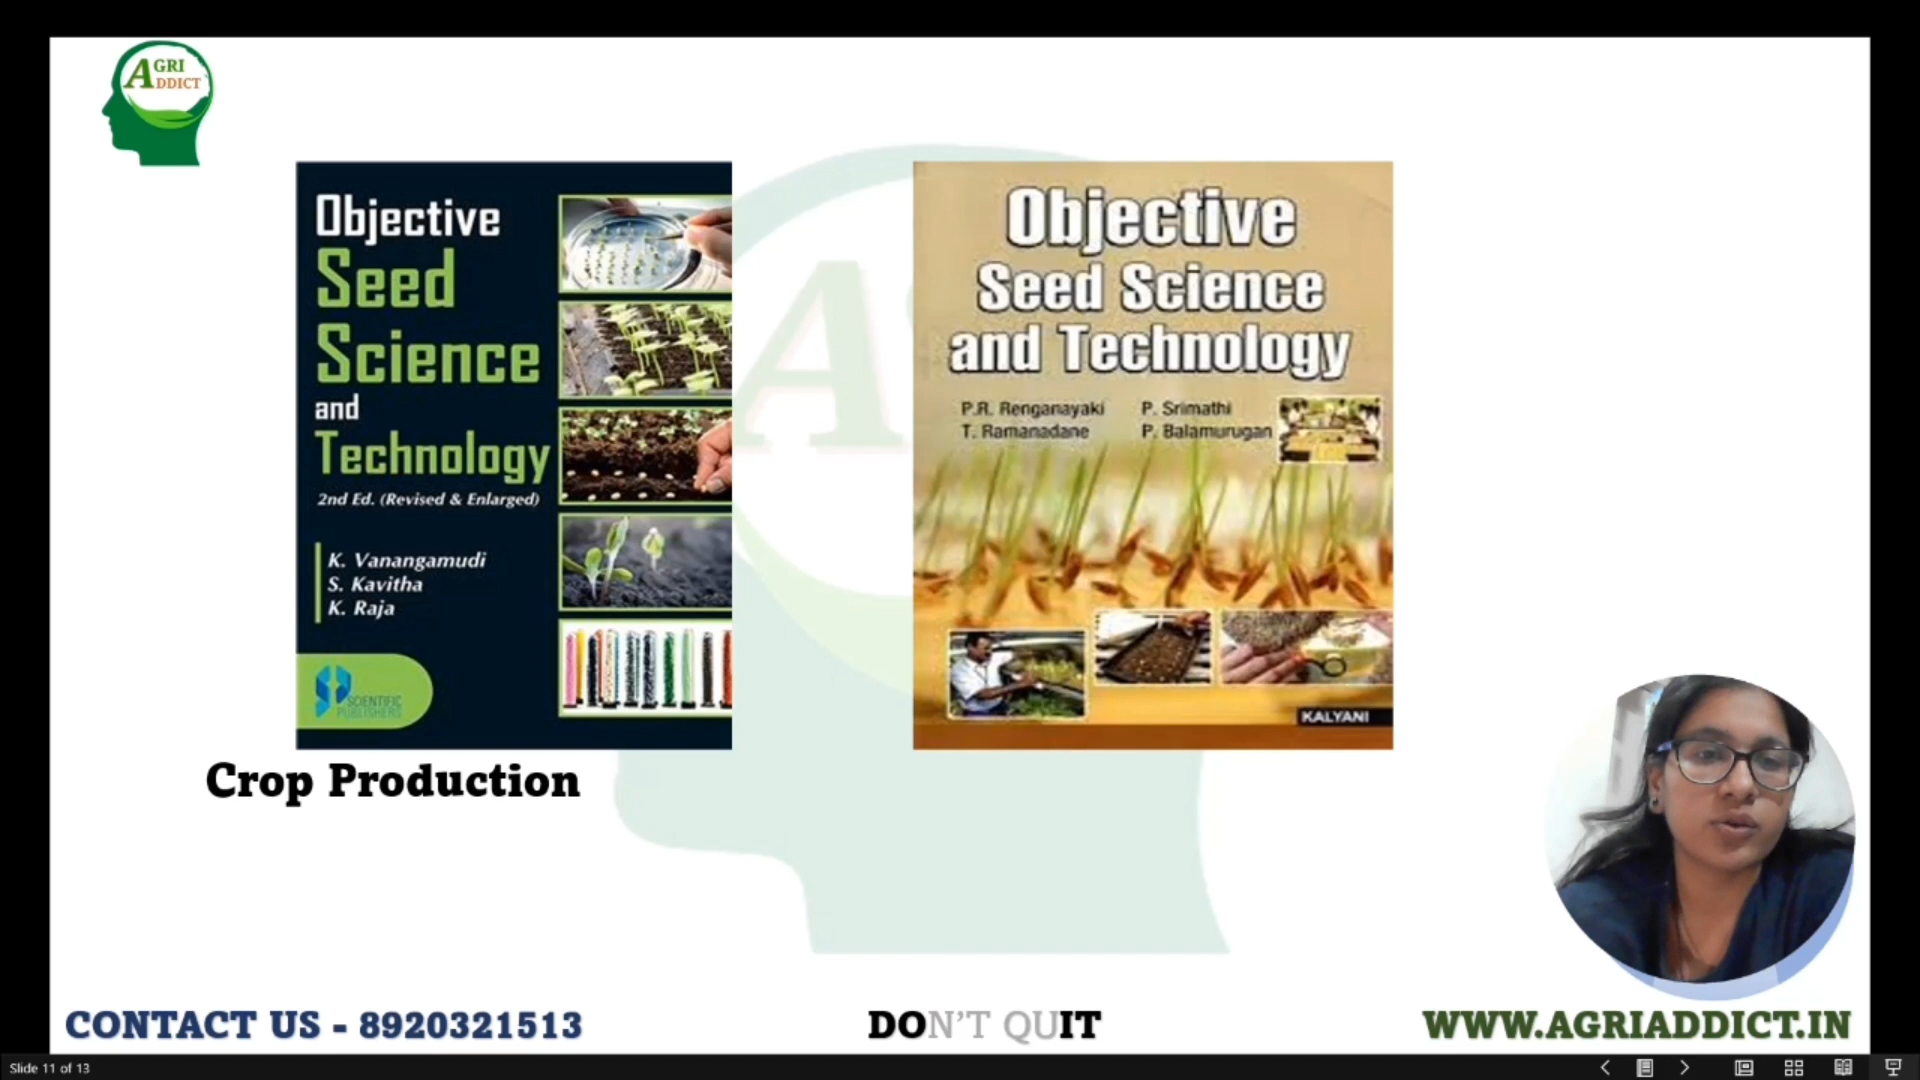 AGRI
ADDICT
Objective
Seed
Science
and
Technology
2nd Ed. (Revised & Enlarged)
K. Vanangamudi
S. Kavitha
K. Raja
SCIENTIFIC
PUBLISHERS
Objective
Seed Science
and Technology
P.R. Renganayaki P. Srimathi
T. Ramanadane P. Balamurugan
KALYANI
A
Crop Production
CONTACT US - 8920321513
DON'T QUIT
WWW.AGRIADDICT.IN
Slide 11 of 13